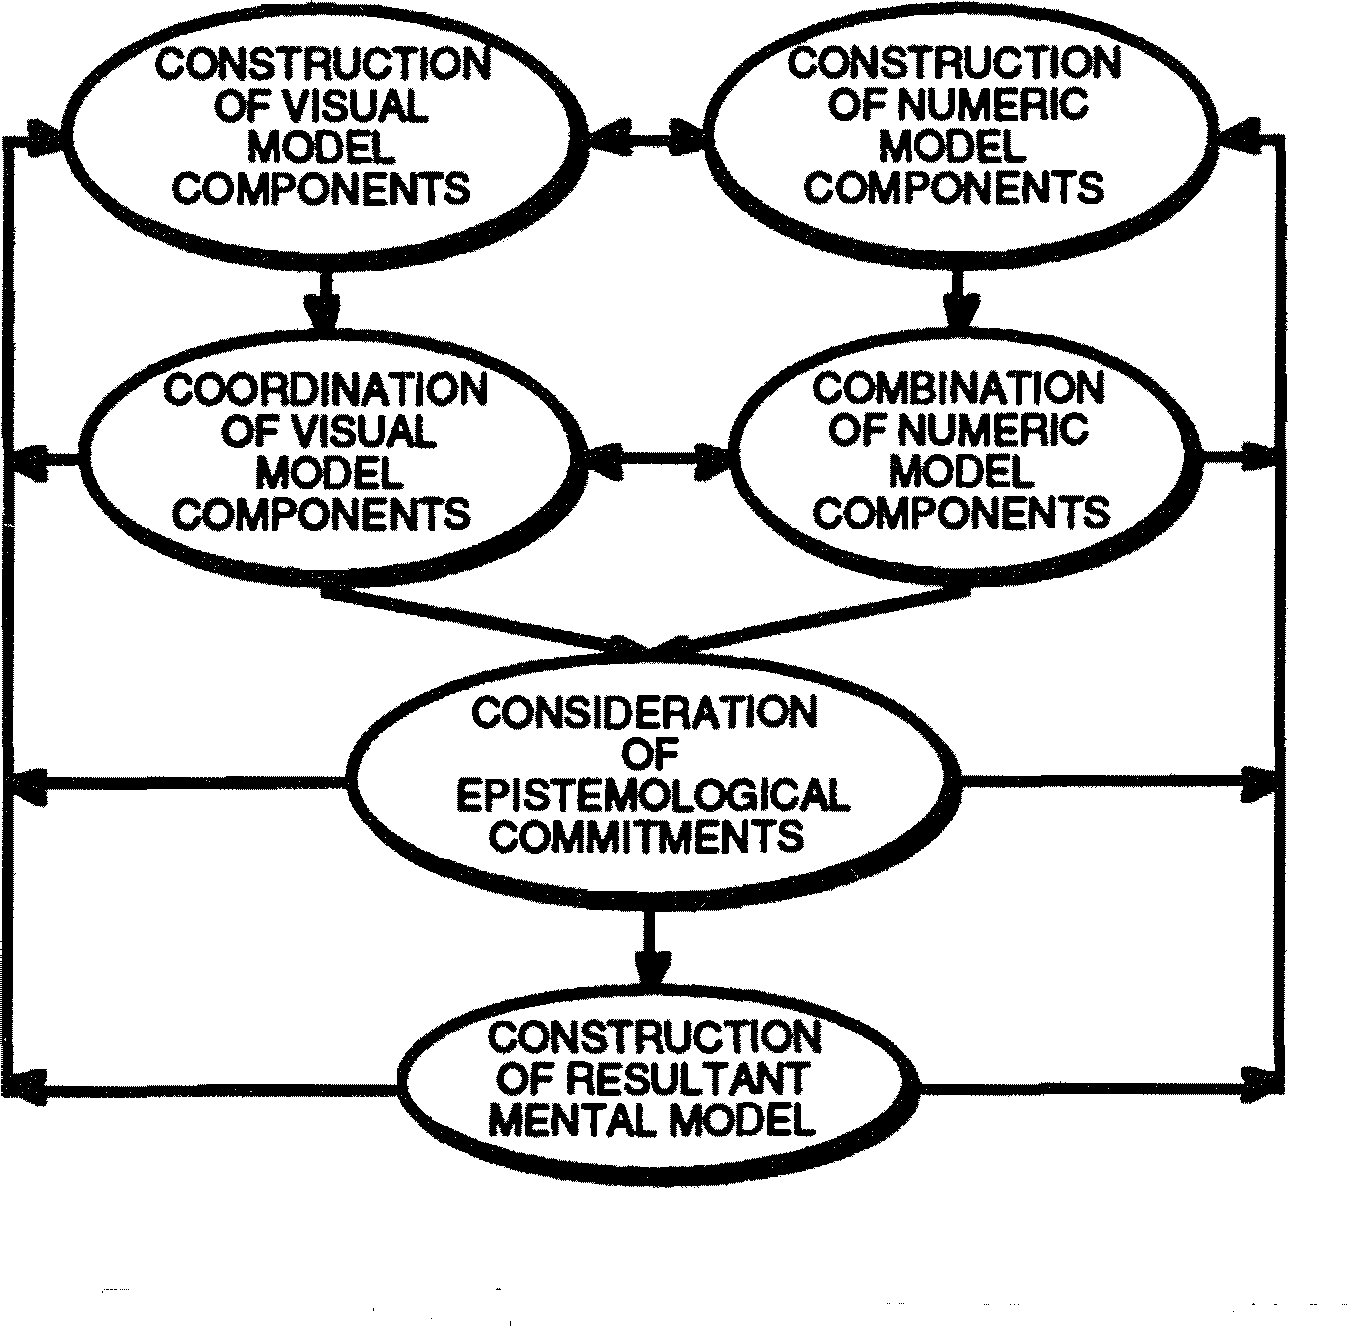 CONSTRUCTION
OF VISUAL
MODEL
COMPONENTS
CONSTRUCTION
OF NUMERIC
MODEL
COMPONENTS
COORDINATION
OF VISUAL
MODEL
COMPONENTS
COMBINATION
OF NUMERIC
MODEL
COMPONENTS
CONSIDERATION
OF
EPISTEMOLOGICAL
COMMITMENTS
CONSTRUCTION
OF RESULTANT
MENTAL MODEL